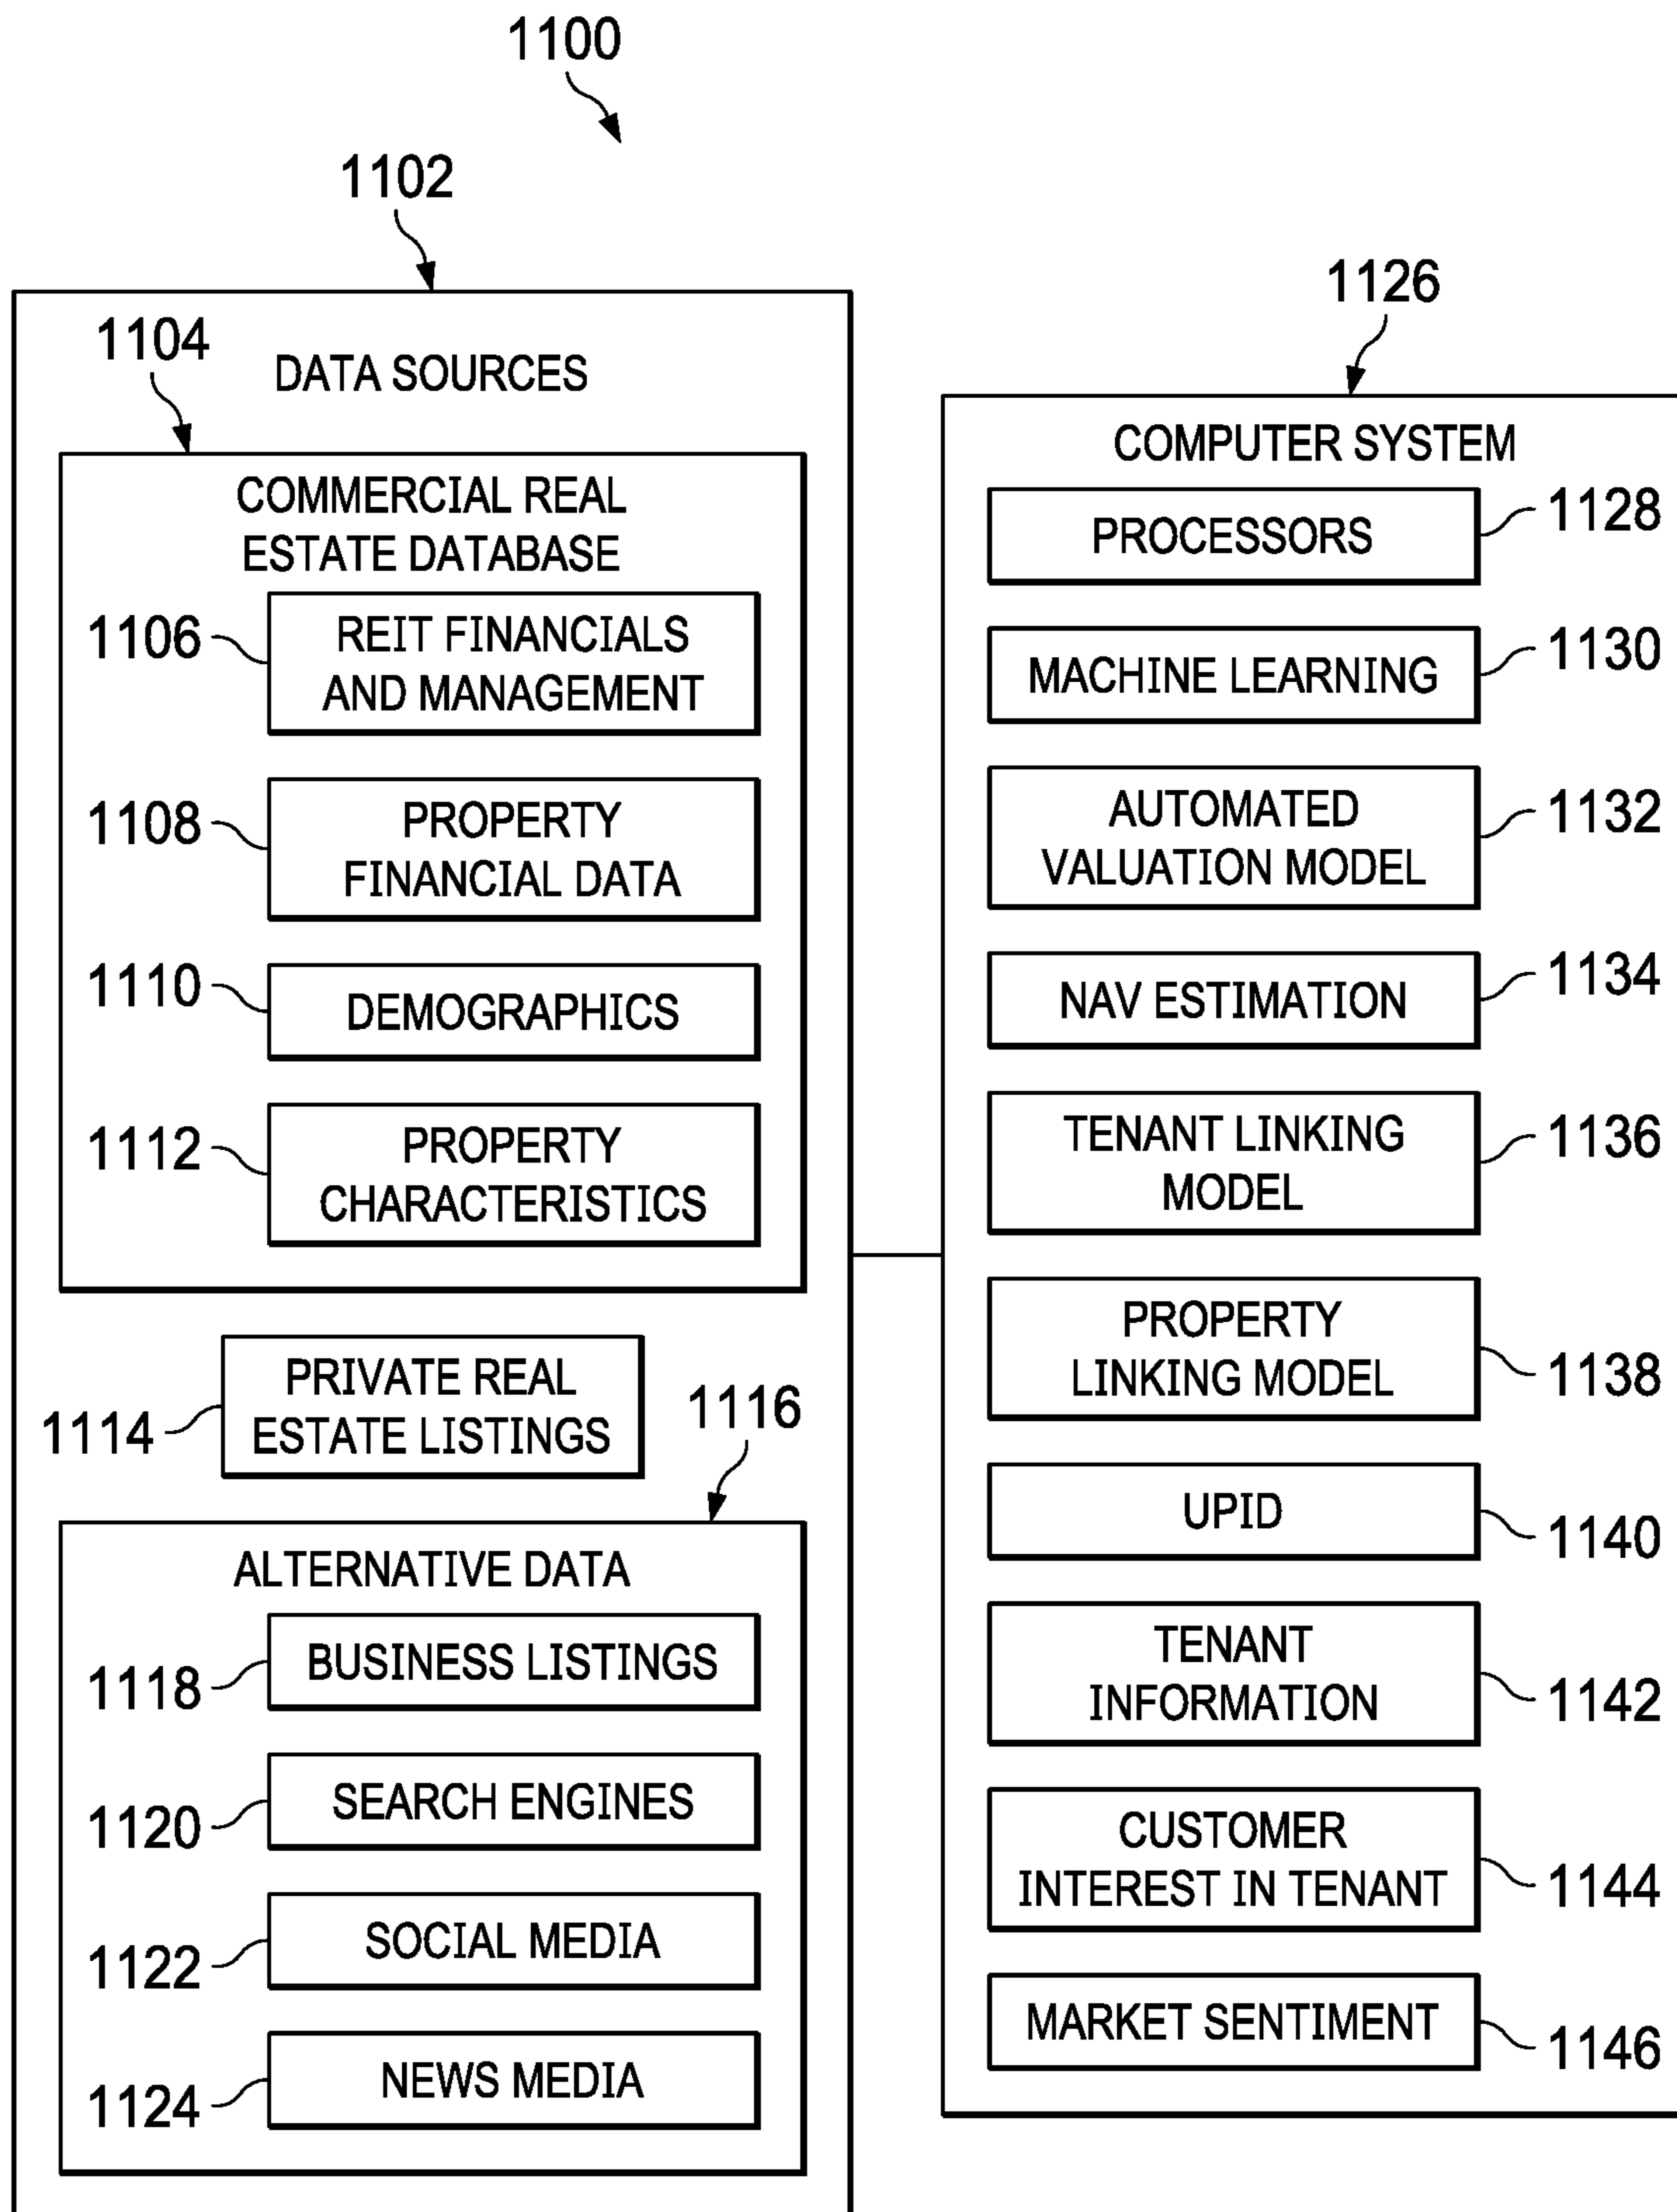 1100
1102
1104
DATA SOURCES
COMMERCIAL REAL
ESTATE DATABASE
1106
REIT FINANCIALS
AND MANAGEMENT
1108
PROPERTY
FINANCIAL DATA
1110
DEMOGRAPHICS
1112
PROPERTY
CHARACTERISTICS
1114
PRIVATE REAL
ESTATE LISTINGS
1116
ALTERNATIVE DATA
1118
BUSINESS LISTINGS
1120
SEARCH ENGINES
1122
SOCIAL MEDIA
1124
NEWS MEDIA
1126
COMPUTER SYSTEM
PROCESSORS
1128
MACHINE LEARNING
1130
AUTOMATED
VALUATION MODEL
1132
NAV ESTIMATION
1134
TENANT LINKING
MODEL
1136
PROPERTY
LINKING MODEL
1138
UPID
1140
TENANT
INFORMATION
1142
CUSTOMER
INTEREST IN TENANT
1144
MARKET SENTIMENT
1146